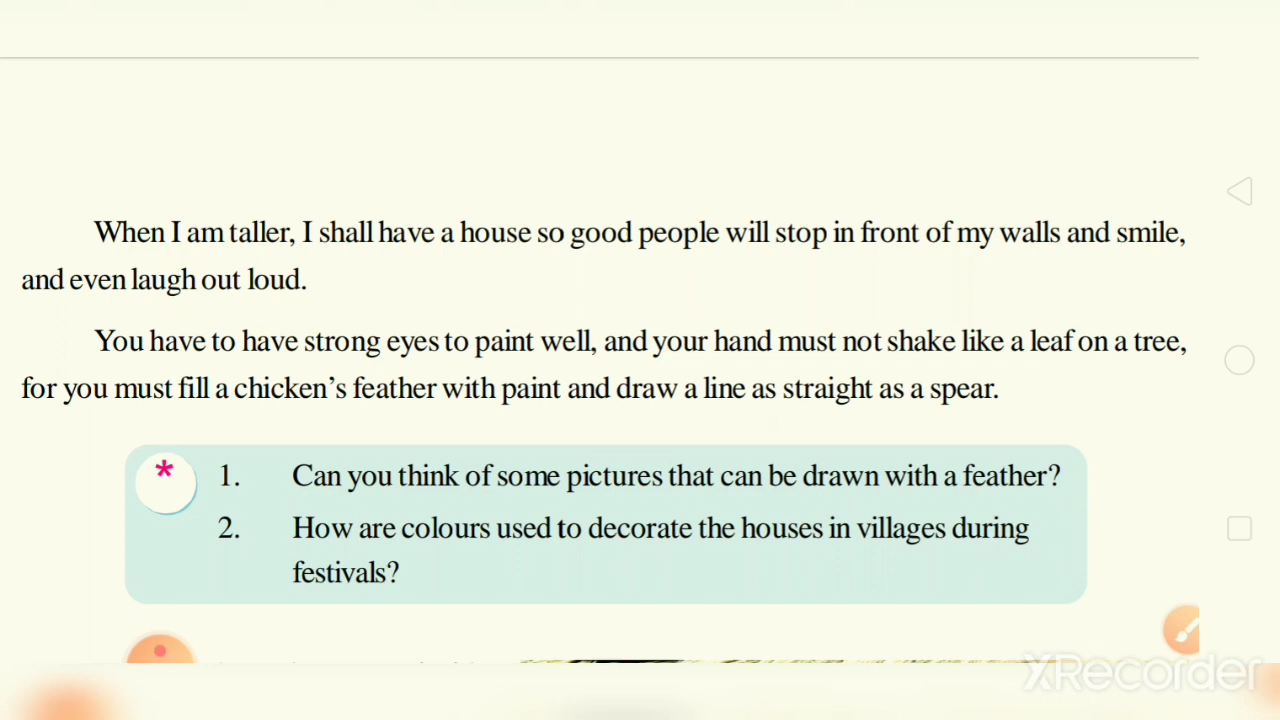 When I am taller, I shall have a house so good people will stop in front of my walls and smile,
and even laugh out loud.
You have to have strong eyes to paint well, and your hand must not shake like a leaf on a tree,
for you must fill a chicken’s feather with paint and draw a line as straight as a spear.
* 1. Can you think of some pictures that can be drawn with a feather?
2. How are colours used to decorate the houses in villages during
festivals?
XRecorder